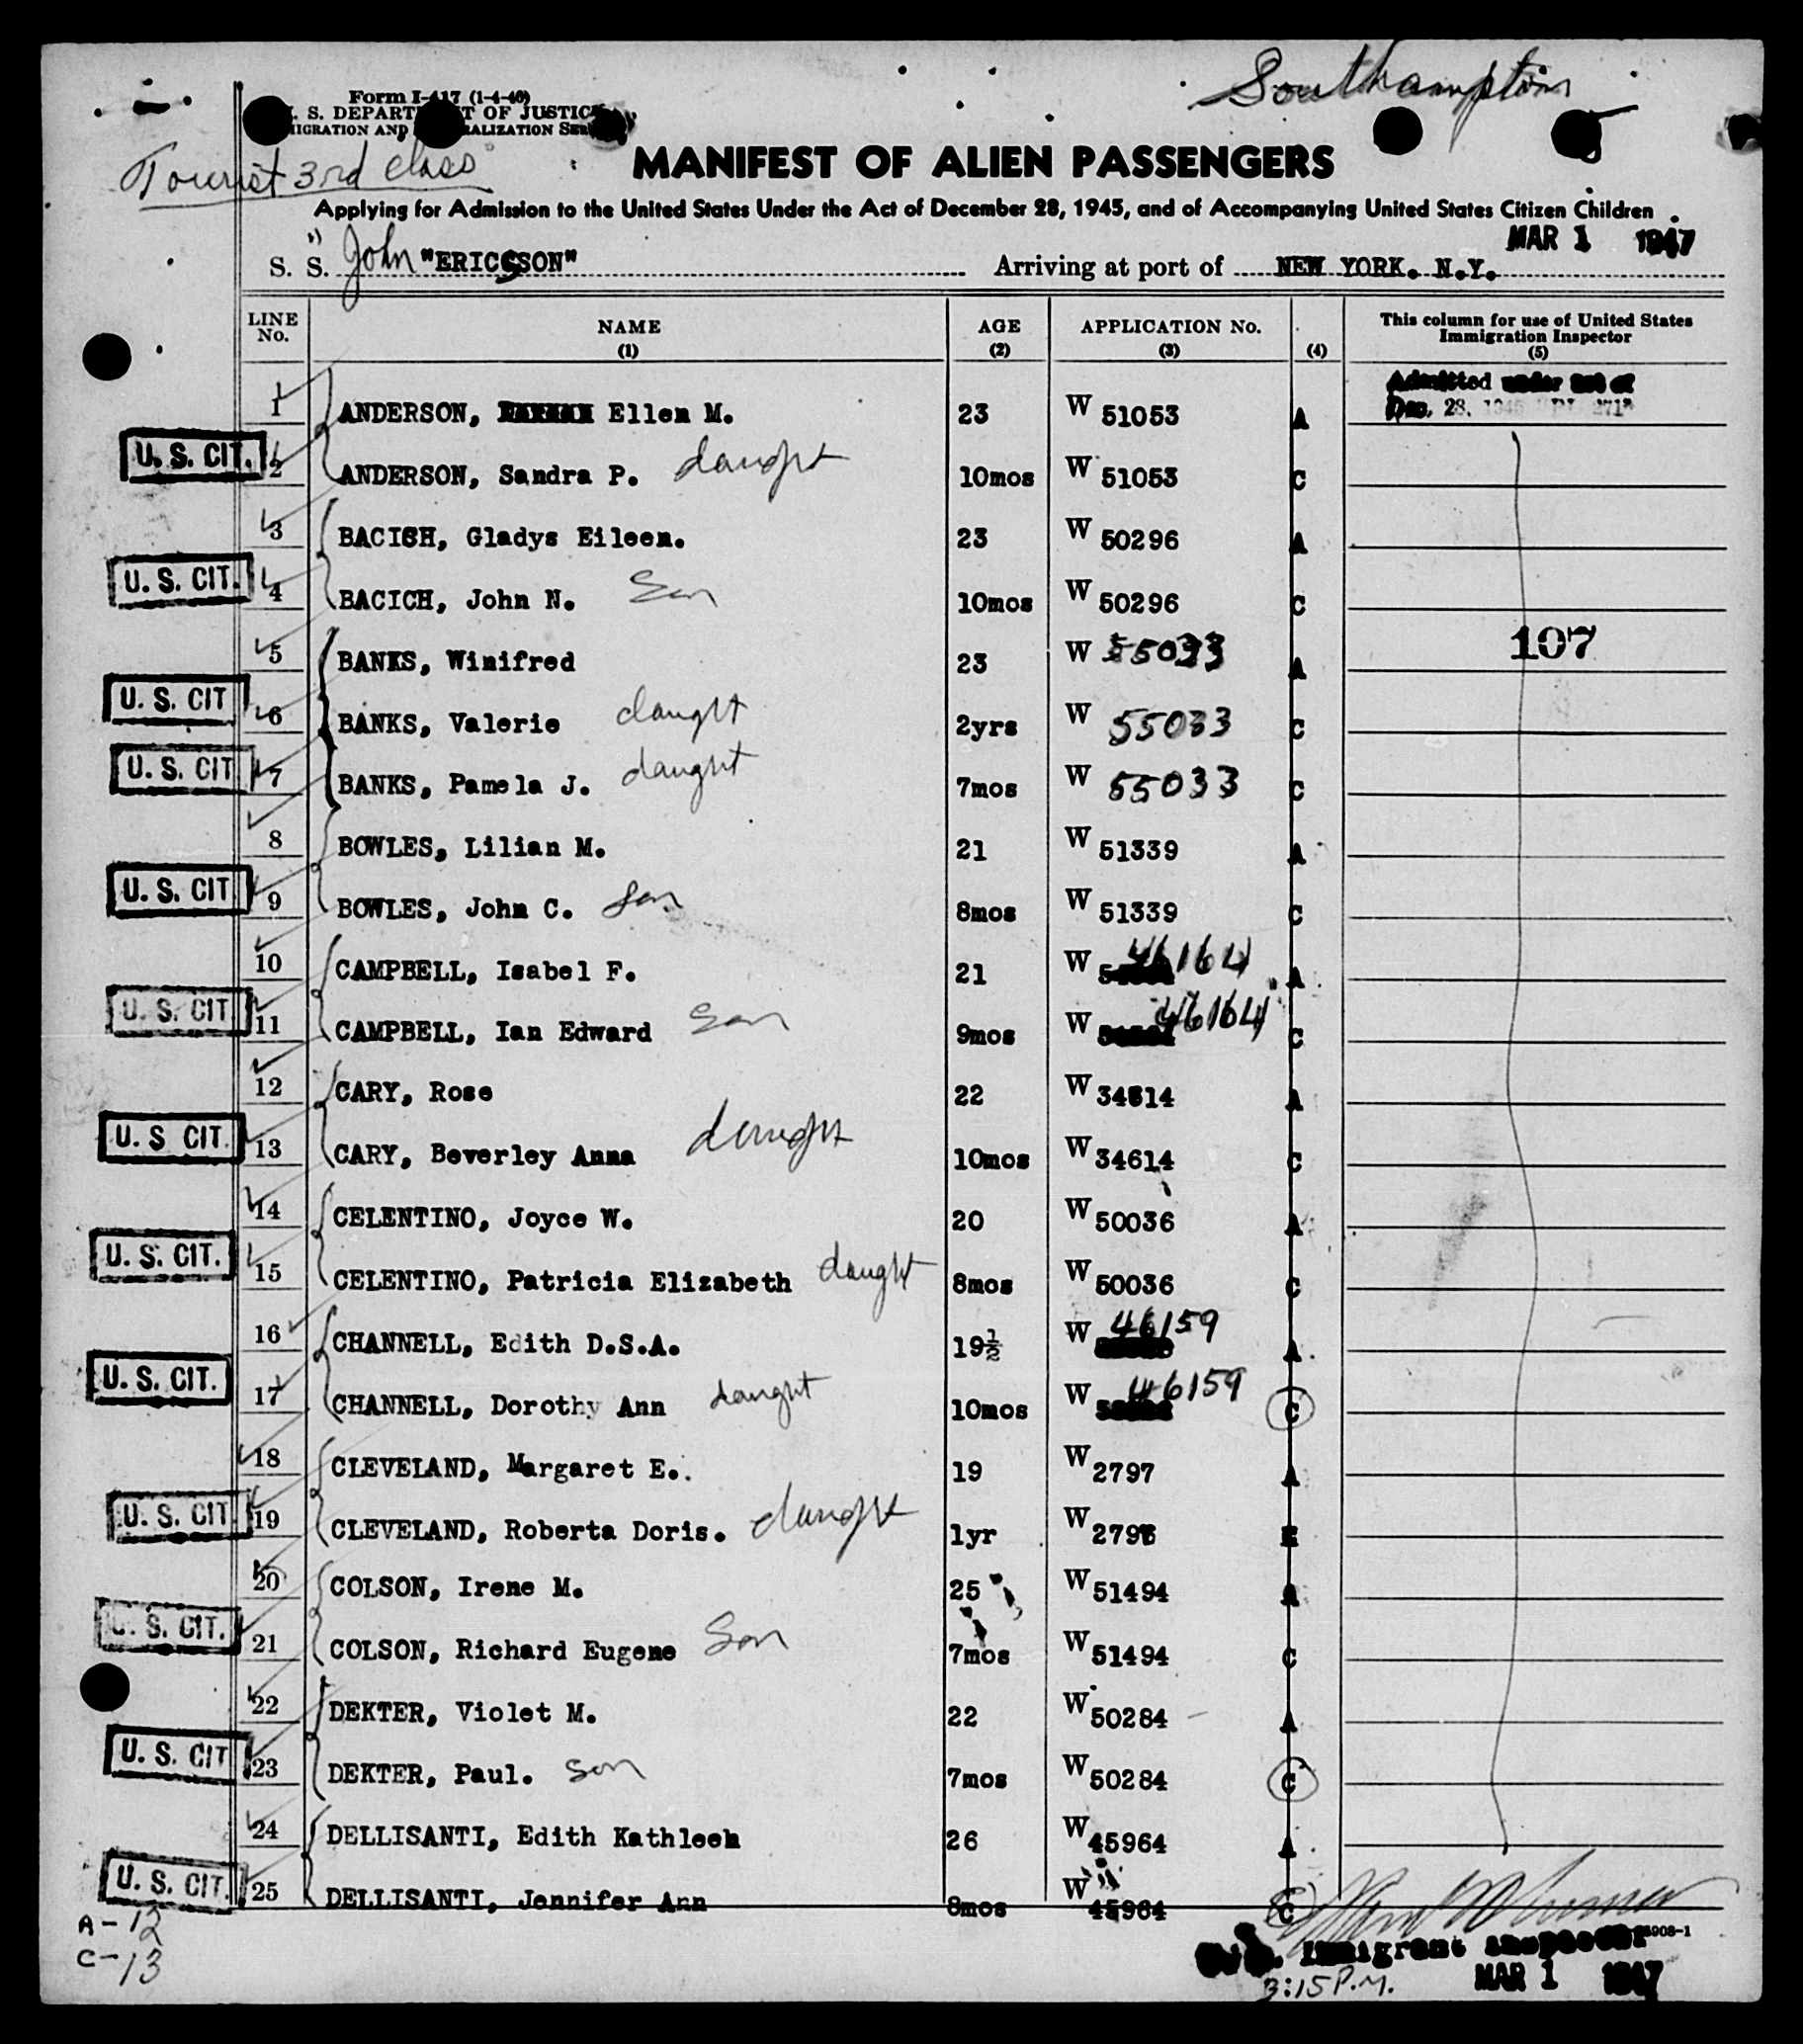 Southampton
Form I-417 (1-4-46)
U. S. DEPARTMENT OF JUSTICE
IMMIGRATION AND NATURALIZATION SERVICE
Tourist 3rd class
MANIFEST OF ALIEN PASSENGERS
Applying for Admission to the United States Under the Act of December 28, 1945, and of Accompanying United States Citizen Children
MAR 1 1947
S. S. John "ERICSSON" Arriving at port of NEW YORK. N.Y.
LINE No. NAME (1) AGE (2) APPLICATION No. (3) (4) This column for use of United States Immigration Inspector (5)
Admitted under Act of
Dec. 28, 1945
1 ANDERSON, Ellen M. 23 W 51053 A
U. S. CIT. 2 ANDERSON, Sandra P. daught 10mos W 51053 C
3 BACICH, Gladys Eileen. 23 W 50296 A
U. S. CIT. 4 BACICH, John N. Son 10mos W 50296 C
5 BANKS, Winifred 23 W 55033 A 107
U. S. CIT 6 BANKS, Valerie daught 2yrs W 55033 C
U. S. CIT 7 BANKS, Pamela J. daught 7mos W 55033 C
8 BOWLES, Lilian M. 21 W 51339 A
U. S. CIT 9 BOWLES, John C. Son 8mos W 51339 C
10 CAMPBELL, Isabel F. 21 W 46164 A
U. S. CIT 11 CAMPBELL, Ian Edward Son 9mos W 46164 C
12 CARY, Rose 22 W 34614 A
U. S CIT. 13 CARY, Beverley Anna daught 10mos W 34614 C
14 CELENTINO, Joyce W. 20 W 50036 A
U. S. CIT. 15 CELENTINO, Patricia Elizabeth daught 8mos W 50036 C
16 CHANNELL, Edith D.S.A. 19½ W 46159 A
U. S. CIT. 17 CHANNELL, Dorothy Ann daught 10mos W 46159 C
18 CLEVELAND, Margaret E. 19 W 2797 A
U. S. CIT 19 CLEVELAND, Roberta Doris. daught 1yr W
20 COLSON, Irene M. 25 W 51494 A
U. S. CIT. 21 COLSON, Richard Eugene Son 7mos W 51494 C
22 DEKTER, Violet M. 22 W 50284 A
U. S. CIT 23 DEKTER, Paul. son 7mos W 50284 C
24 DELLISANTI, Edith Kathleen 26 W 45964 A
U. S. CIT. 25 DELLISANTI, Jennifer Ann 8mos W 45964 C
A-12
C-13
U.S. Immigrant Inspector
3:15 P.M. MAR 1 1947